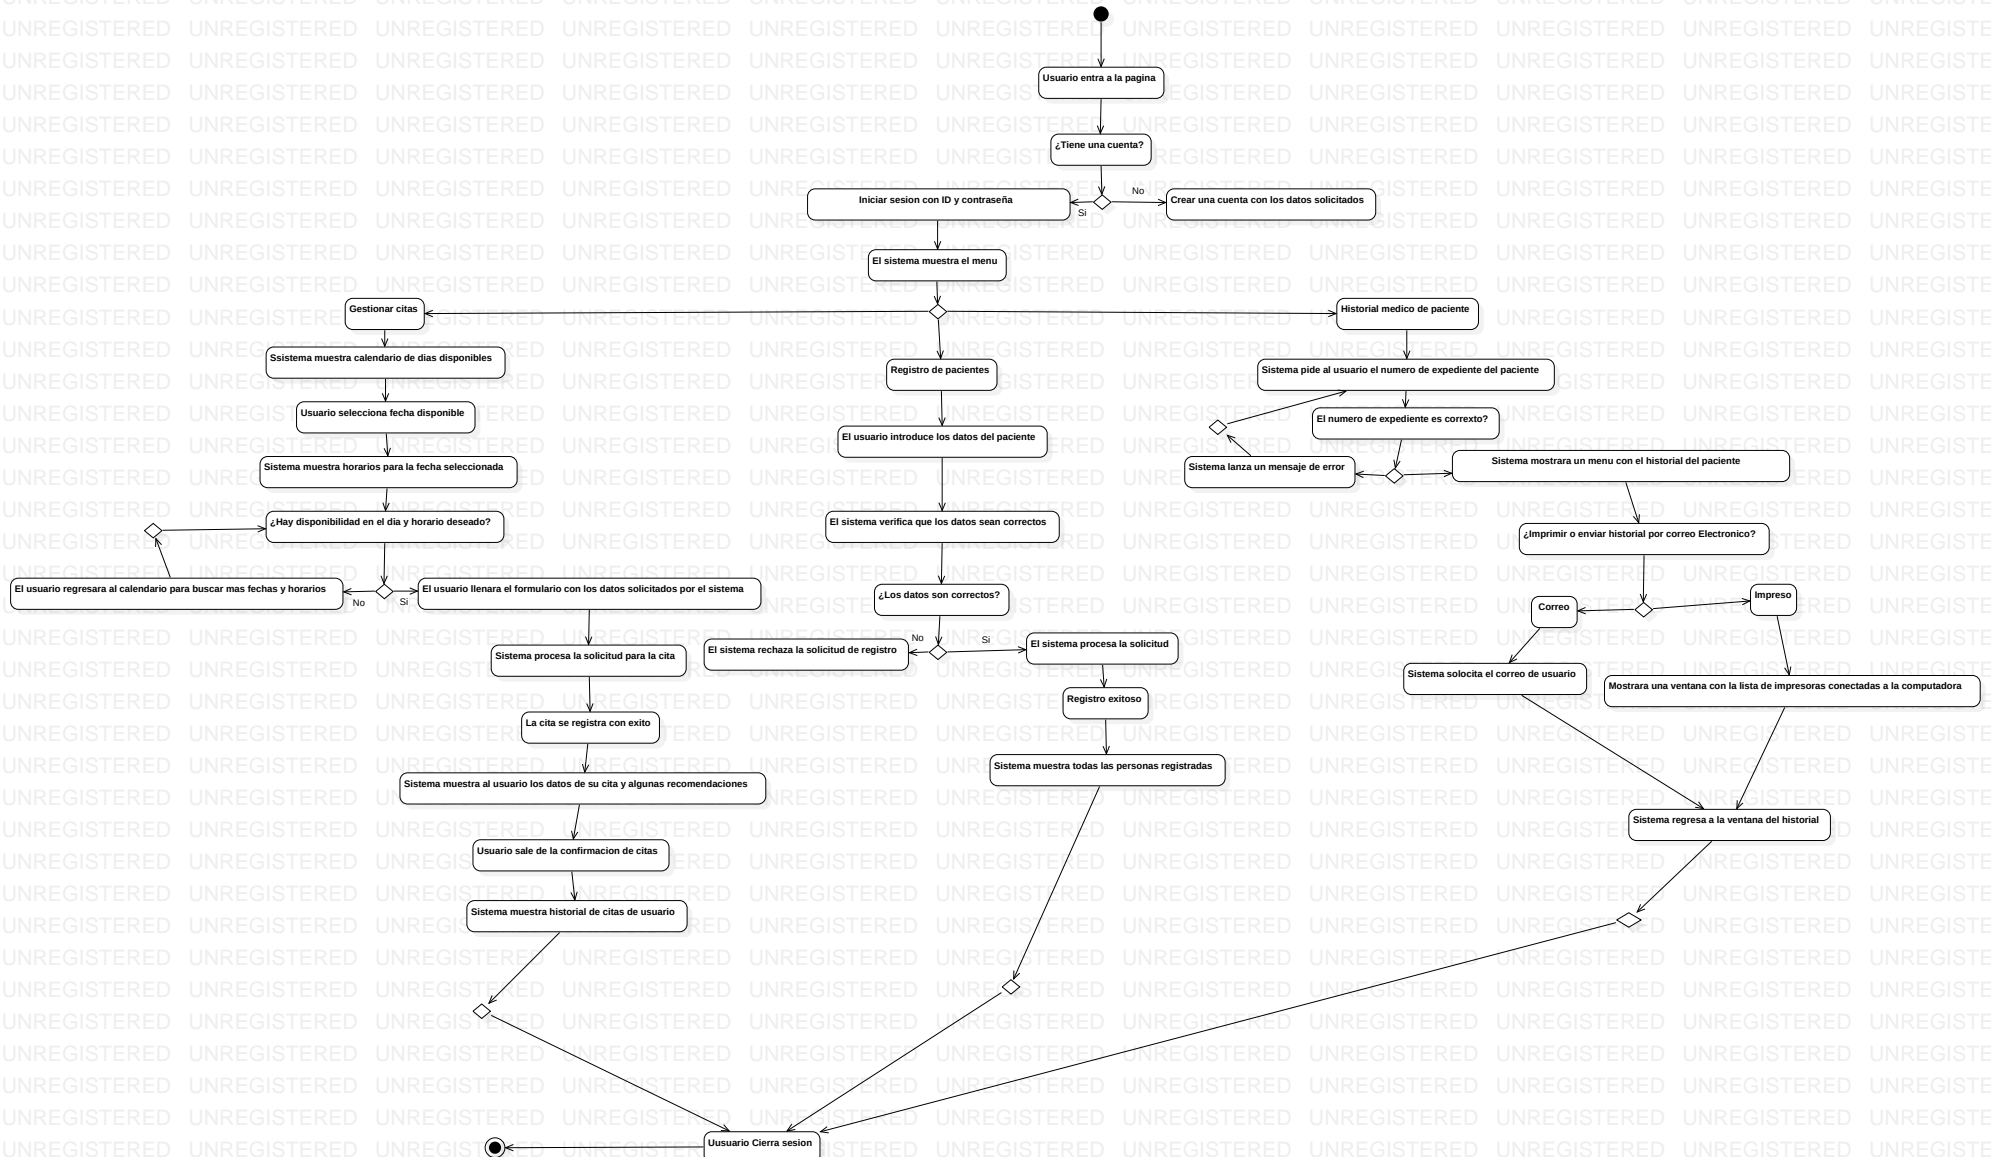 Usuario entra a la pagina
¿Tiene una cuenta?
No
Si
Iniciar sesion con ID y contraseña
Crear una cuenta con los datos solicitados
El sistema muestra el menu
Gestionar citas
Ssistema muestra calendario de dias disponibles
Usuario selecciona fecha disponible
Sistema muestra horarios para la fecha seleccionada
¿Hay disponibilidad en el dia y horario deseado?
El usuario regresara al calendario para buscar mas fechas y horarios
No
Si
El usuario llenara el formulario con los datos solicitados por el sistema
Sistema procesa la solicitud para la cita
La cita se registra con exito
Sistema muestra al usuario los datos de su cita y algunas recomendaciones
Usuario sale de la confirmacion de citas
Sistema muestra historial de citas de usuario
Registro de pacientes
El usuario introduce los datos del paciente
El sistema verifica que los datos sean correctos
¿Los datos son correctos?
No
Si
El sistema rechaza la solicitud de registro
El sistema procesa la solicitud
Registro exitoso
Sistema muestra todas las personas registradas
Historial medico de paciente
Sistema pide al usuario el numero de expediente del paciente
El numero de expediente es correxto?
Sistema lanza un mensaje de error
Sistema mostrara un menu con el historial del paciente
¿Imprimir o enviar historial por correo Electronico?
Correo
Impreso
Sistema solocita el correo de usuario
Mostrara una ventana con la lista de impresoras conectadas a la computadora
Sistema regresa a la ventana del historial
Uusuario Cierra sesion
UNREGISTERED